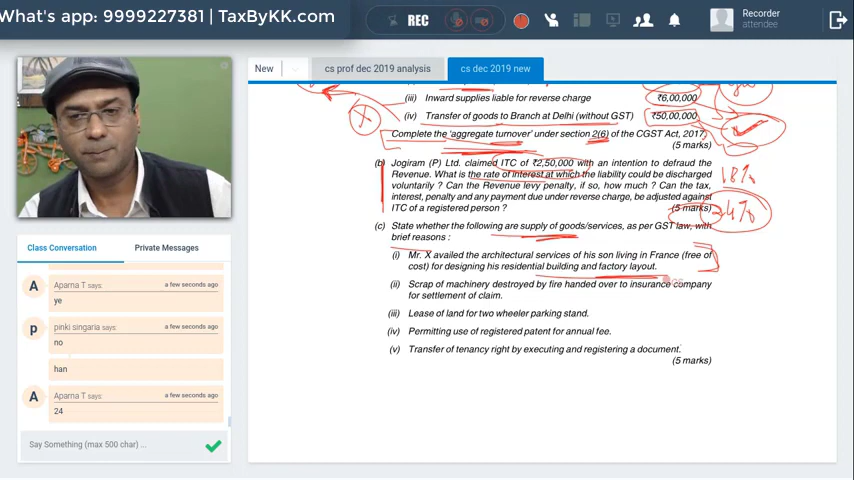 What's app: 9999227381 | TaxByKK.com
REC
Recorder
attendee
New
cs prof dec 2019 analysis
cs dec 2019 new
(iii) Inward supplies liable for reverse charge ₹6,00,000
(iv) Transfer of goods to Branch at Delhi (without GST) ₹50,00,000
Complete the 'aggregate turnover' under section 2(6) of the CGST Act, 2017.
(5 marks)
(b) Jogiram (P) Ltd. claimed ITC of ₹2,50,000 with an intention to defraud the
Revenue. What is the rate of interest at which the liability could be discharged
voluntarily ? Can the Revenue levy penalty, if so, how much ? Can the tax,
interest, penalty and any payment due under reverse charge, be adjusted against
ITC of a registered person ?
(5 marks)
18%
24%
(c) State whether the following are supply of goods/services, as per GST law, with
brief reasons :
(i) Mr. X availed the architectural services of his son living in France (free of
cost) for designing his residential building and factory layout.
(ii) Scrap of machinery destroyed by fire handed over to insurance company
for settlement of claim.
(iii) Lease of land for two wheeler parking stand.
(iv) Permitting use of registered patent for annual fee.
(v) Transfer of tenancy right by executing and registering a document.
(5 marks)
Class Conversation
Private Messages
A
Aparna T says:
a few seconds ago
ye
p
pinki singaria says:
a few seconds ago
no
han
A
Aparna T says:
a few seconds ago
24
Say Something (max 500 char) ...